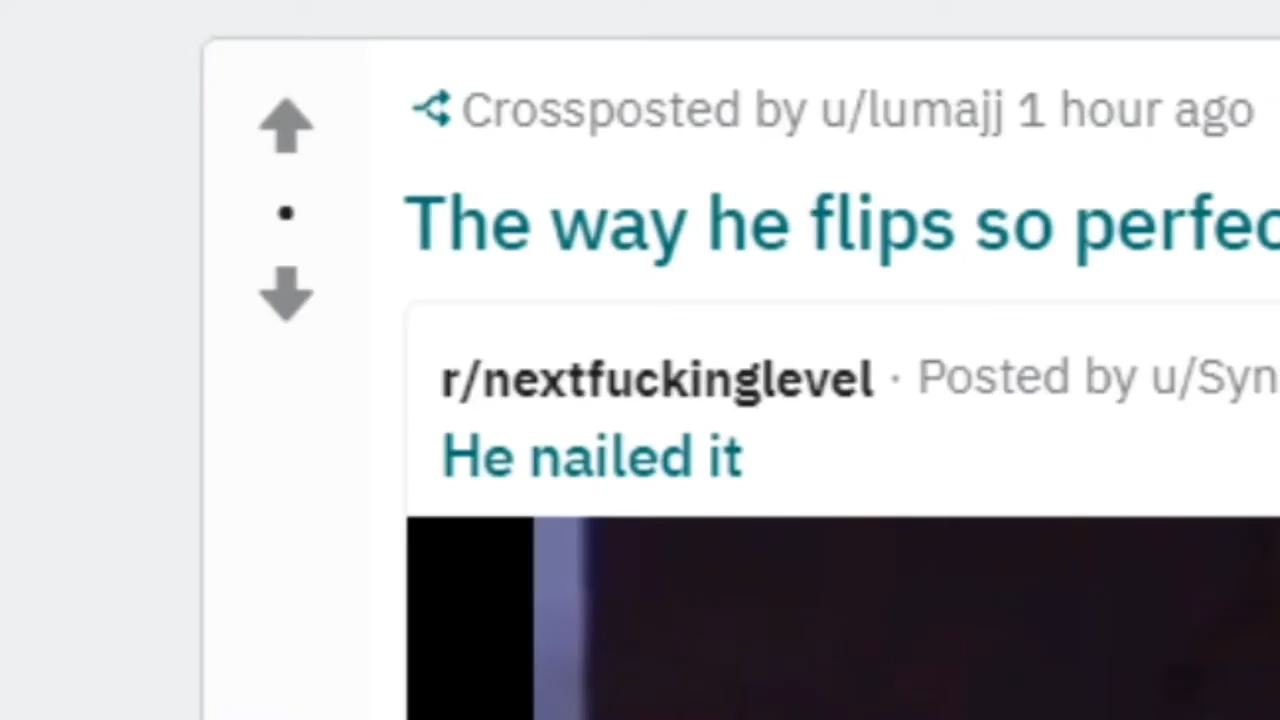 Crossposted by u/lumajj 1 hour ago
•
The way he flips so perfec
r/nextfuckinglevel · Posted by u/Syn
He nailed it